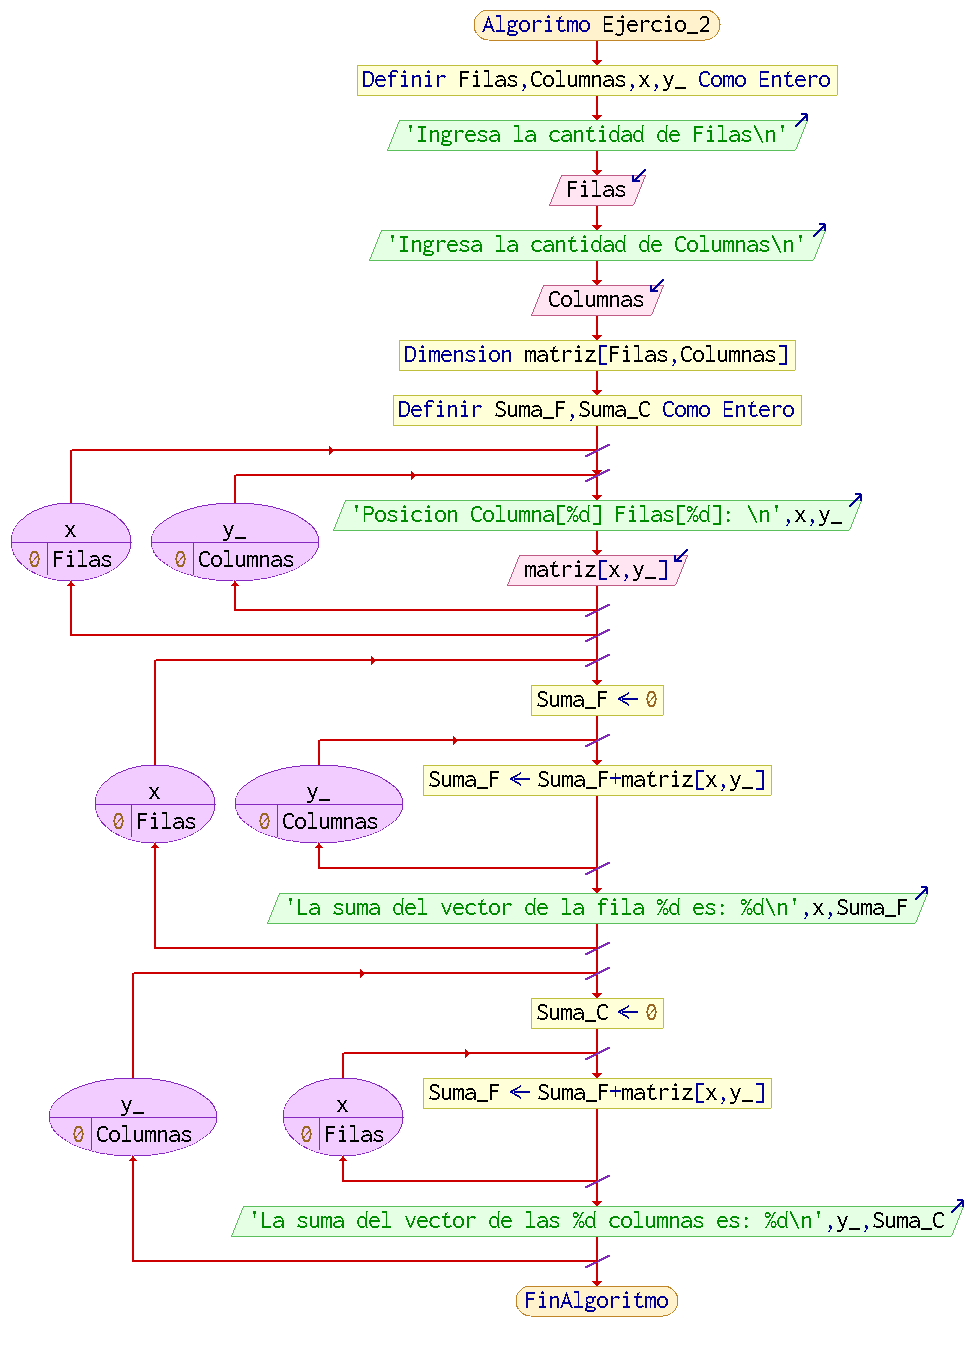 Algoritmo Ejercio_2
Definir Filas,Columnas,x,y_ Como Entero
'Ingresa la cantidad de Filas\n'
Filas
'Ingresa la cantidad de Columnas\n'
Columnas
Dimension matriz[Filas,Columnas]
Definir Suma_F,Suma_C Como Entero
x
0 Filas
y_
0 Columnas
'Posicion Columna[%d] Filas[%d]: \n',x,y_
matriz[x,y_]
Suma_F ← 0
x
0 Filas
y_
0 Columnas
Suma_F ← Suma_F+matriz[x,y_]
'La suma del vector de la fila %d es: %d\n',x,Suma_F
Suma_C ← 0
y_
0 Columnas
x
0 Filas
Suma_F ← Suma_F+matriz[x,y_]
'La suma del vector de las %d columnas es: %d\n',y_,Suma_C
FinAlgoritmo